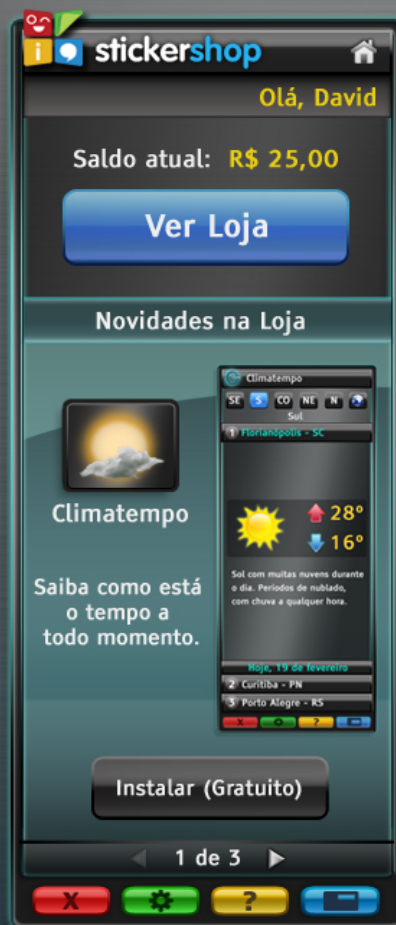 stickershop
Olá, David
Saldo atual: R$ 25,00
Ver Loja
Novidades na Loja
Climatempo
Saiba como está
o tempo a
todo momento.
Climatempo
SE S CO NE N
Sul
1 Florianópolis - SC
28º
16º
Sol com muitas nuvens durante
o dia. Períodos de nublado,
com chuva a qualquer hora.
Hoje, 19 de fevereiro
2 Curitiba - PN
3 Porto Alegre - RS
X ?
Instalar (Gratuito)
1 de 3
X ?